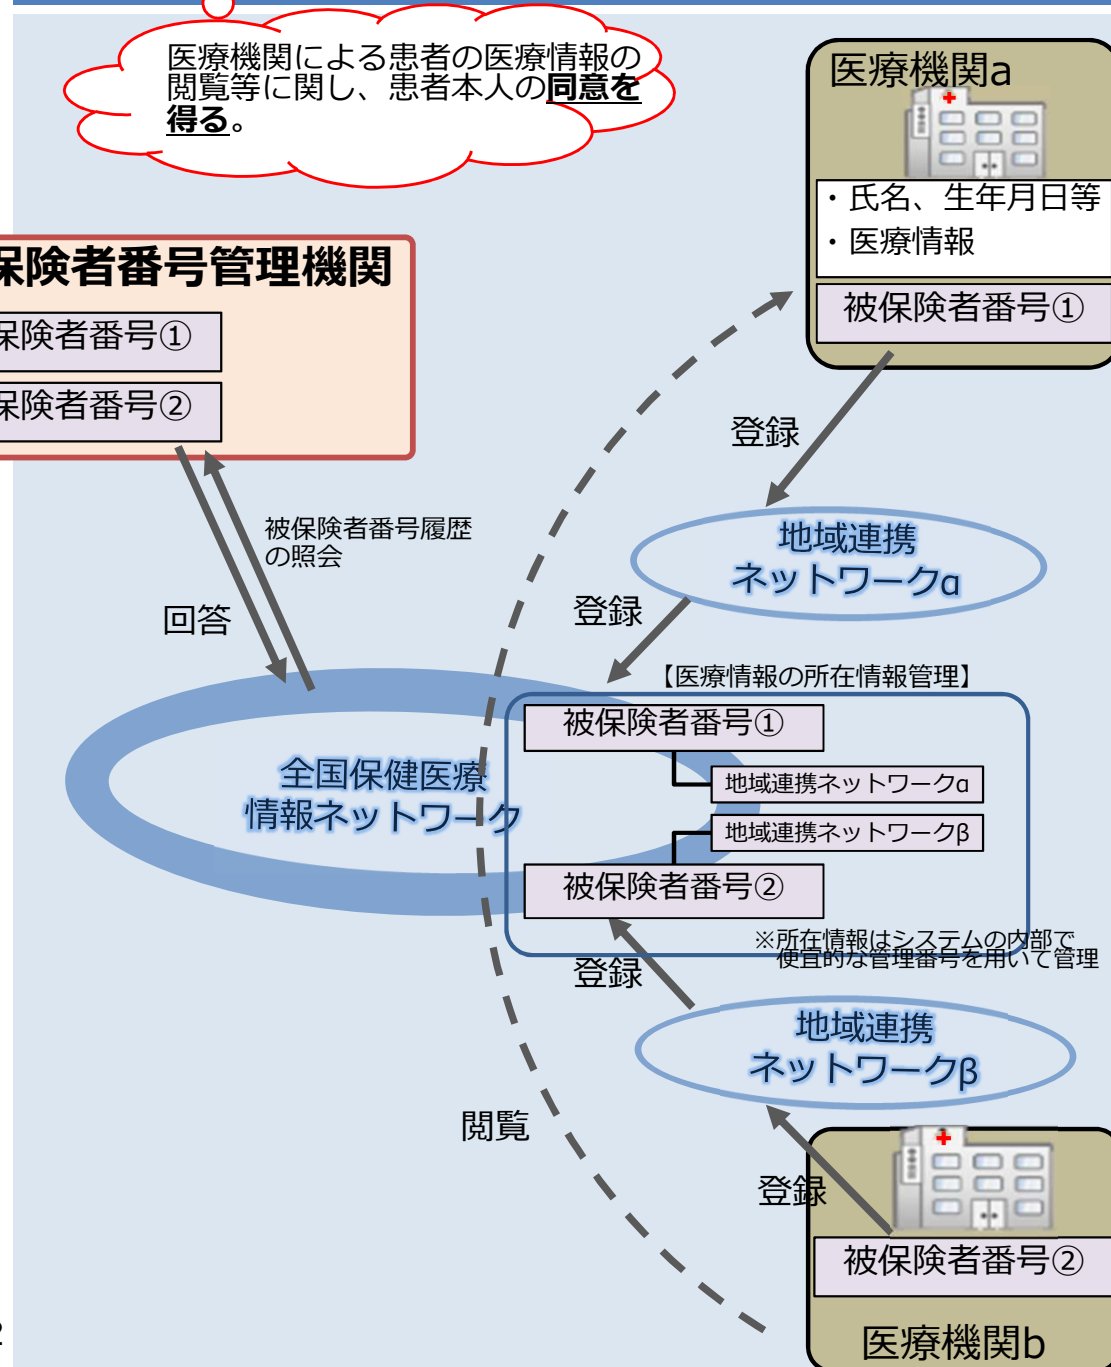 医療機関による患者の医療情報の
閲覧等に関し、患者本人の同意を
得る。
医療機関a
・氏名、生年月日等
・医療情報
被保険者番号①
保険者番号管理機関
保険者番号①
保険者番号②
登録
被保険者番号履歴
の照会
回答
地域連携
ネットワークα
登録
【医療情報の所在情報管理】
被保険者番号①
地域連携ネットワークα
全国保健医療
情報ネットワーク
地域連携ネットワークβ
被保険者番号②
※所在情報はシステムの内部で
便宜的な管理番号を用いて管理
登録
地域連携
ネットワークβ
閲覧
登録
被保険者番号②
医療機関b
2